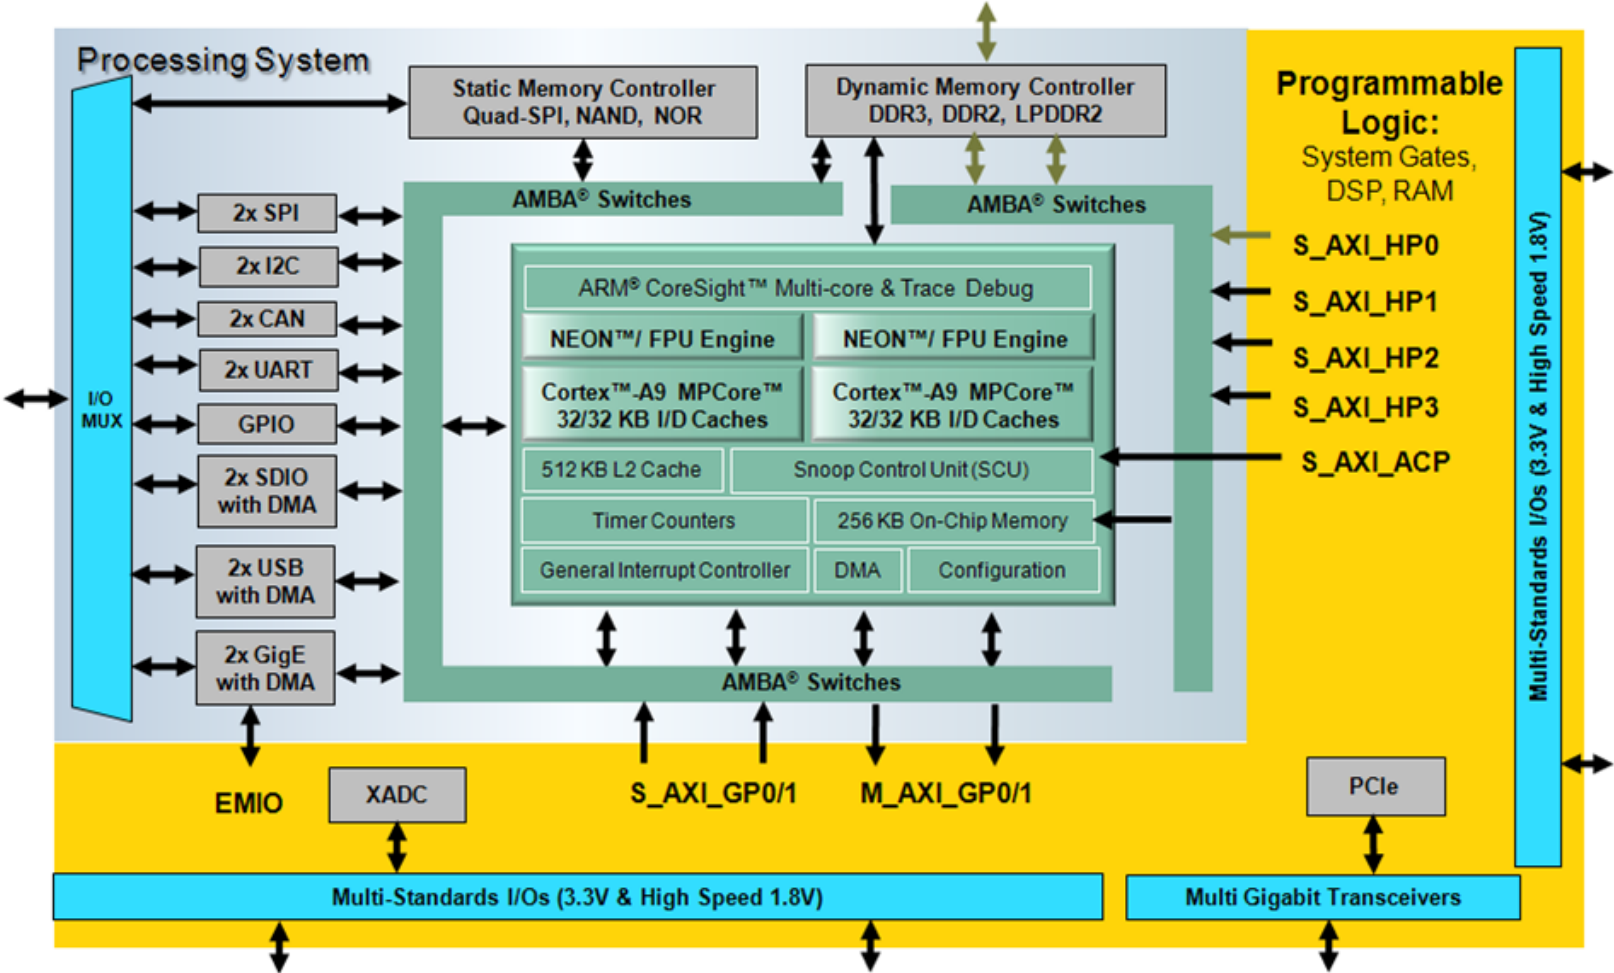 Processing System
Static Memory Controller
Quad-SPI, NAND, NOR
Dynamic Memory Controller
DDR3, DDR2, LPDDR2
Programmable
Logic:
System Gates,
DSP, RAM
AMBA® Switches
AMBA® Switches
2x SPI
2x I2C
2x CAN
2x UART
GPIO
2x SDIO
with DMA
2x USB
with DMA
2x GigE
with DMA
I/O
MUX
ARM® CoreSight™ Multi-core & Trace Debug
NEON™/ FPU Engine
NEON™/ FPU Engine
Cortex™-A9 MPCore™
32/32 KB I/D Caches
Cortex™-A9 MPCore™
32/32 KB I/D Caches
512 KB L2 Cache
Snoop Control Unit (SCU)
Timer Counters
256 KB On-Chip Memory
General Interrupt Controller
DMA
Configuration
AMBA® Switches
S_AXI_HP0
S_AXI_HP1
S_AXI_HP2
S_AXI_HP3
S_AXI_ACP
Multi-Standards I/Os (3.3V & High Speed 1.8V)
EMIO
XADC
S_AXI_GP0/1
M_AXI_GP0/1
PCIe
Multi-Standards I/Os (3.3V & High Speed 1.8V)
Multi Gigabit Transceivers